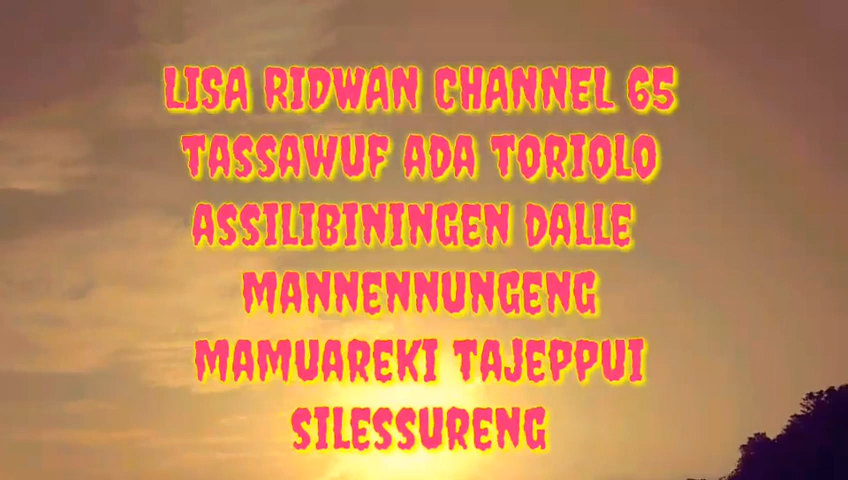 LISA RIDWAN CHANNEL 65
TASSAWUF ADA TORIOLO
ASSILIBININGEN DALLE
MANNENNUNGENG
MAMUAREKI TAJEPPUI
SILESSURENG